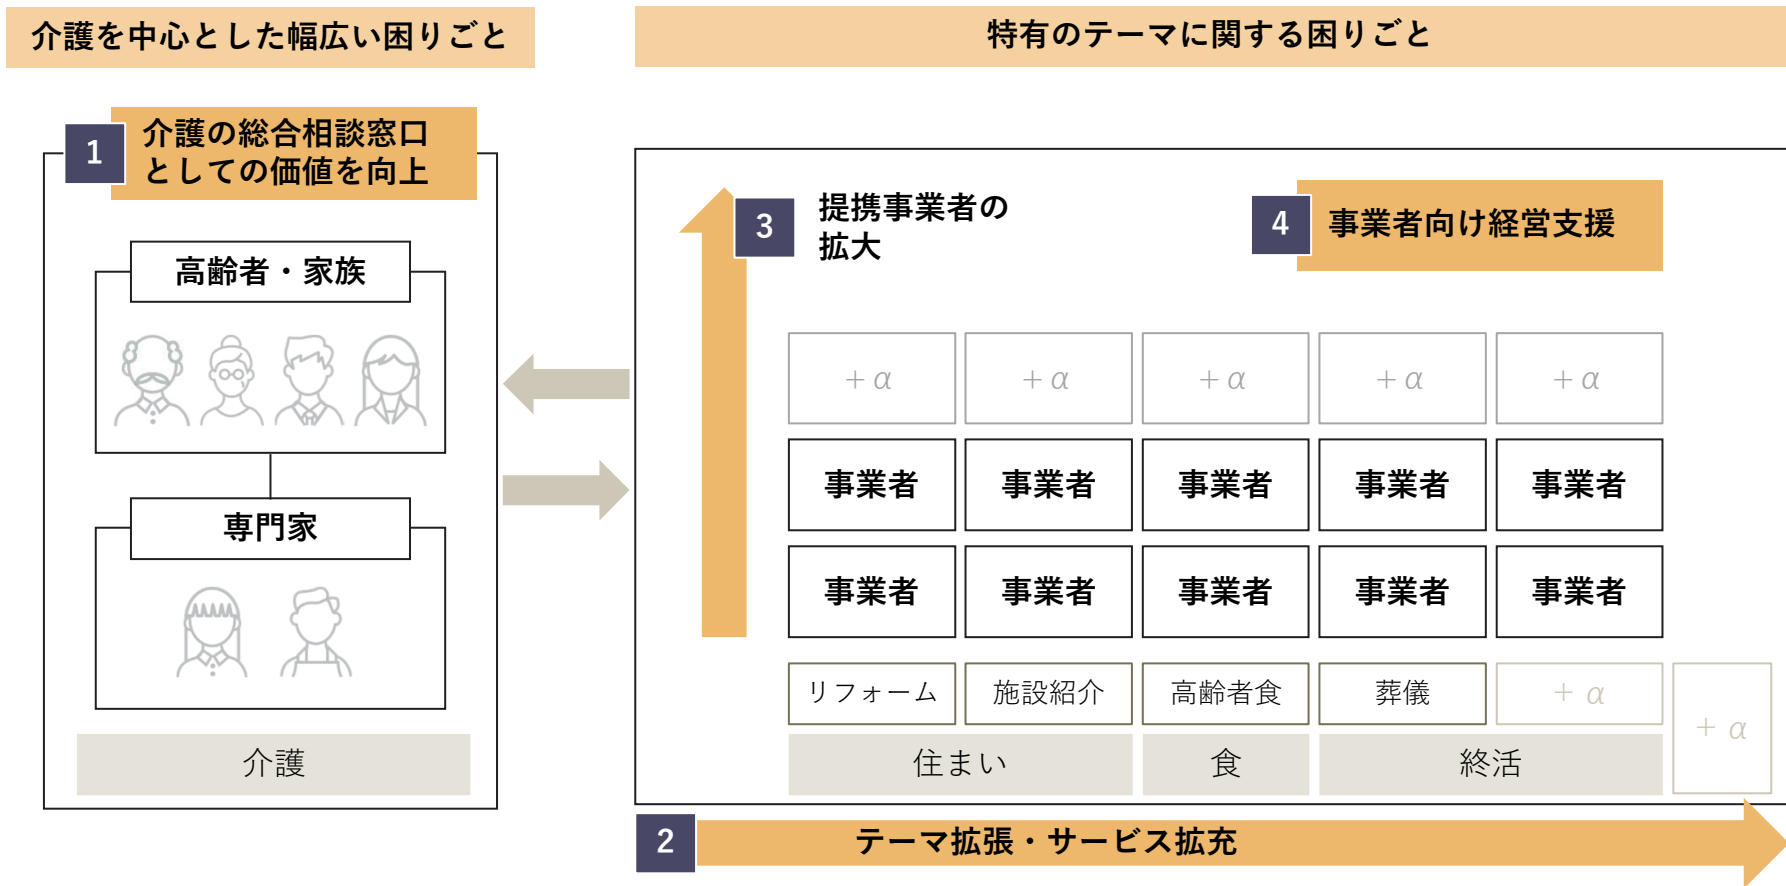 介護を中心とした幅広い困りごと
特有のテーマに関する困りごと
1
介護の総合相談窓口
としての価値を向上
高齢者・家族
専門家
介護
3
提携事業者の
拡大
4
事業者向け経営支援
＋α ＋α ＋α ＋α ＋α
事業者 事業者 事業者 事業者 事業者
事業者 事業者 事業者 事業者 事業者
リフォーム 施設紹介 高齢者食 葬儀 ＋α
＋α
住まい 食 終活
2
テーマ拡張・サービス拡充